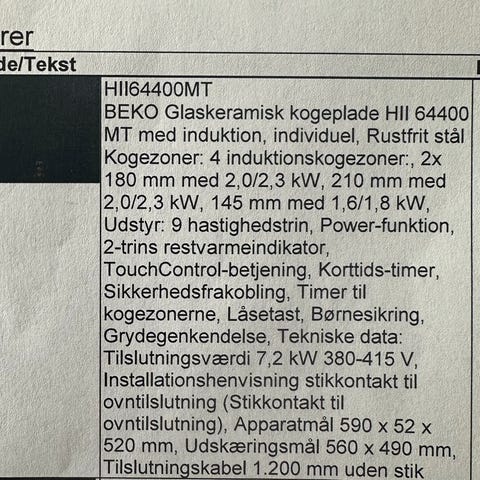 rer
de/Tekst
HII64400MT
BEKO Glaskeramisk kogeplade HII 64400
MT med induktion, individuel, Rustfrit stål
Kogezoner: 4 induktionskogezoner:, 2x
180 mm med 2,0/2,3 kW, 210 mm med
2,0/2,3 kW, 145 mm med 1,6/1,8 kW,
Udstyr: 9 hastighedstrin, Power-funktion,
2-trins restvarmeindikator,
TouchControl-betjening, Korttids-timer,
Sikkerhedsfrakobling, Timer til
kogezonerne, Låsetast, Børnesikring,
Grydegenkendelse, Tekniske data:
Tilslutningsværdi 7,2 kW 380-415 V,
Installationshenvisning stikkontakt til
ovntilslutning (Stikkontakt til
ovntilslutning), Apparatmål 590 x 52 x
520 mm, Udskæringsmål 560 x 490 mm,
Tilslutningskabel 1.200 mm uden stik